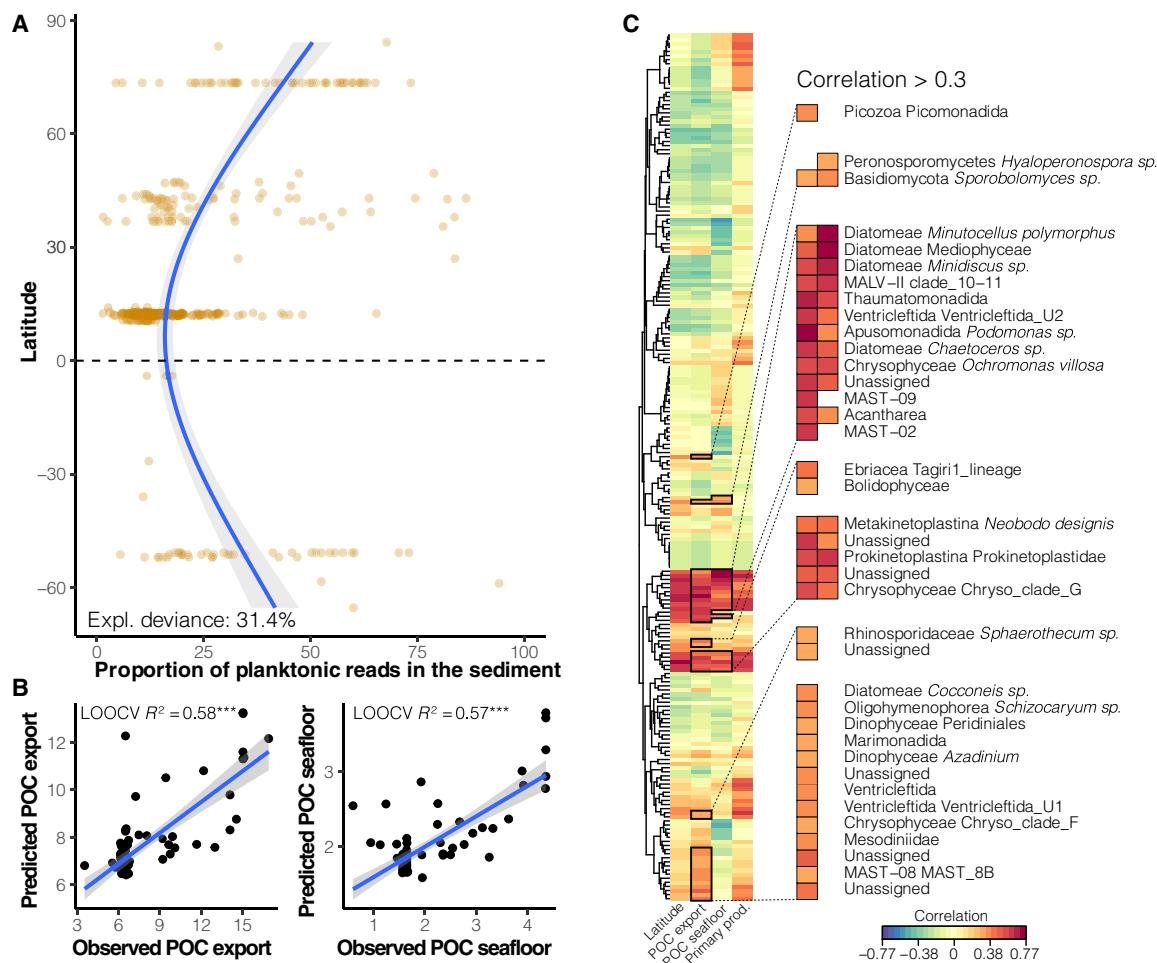 A
90
60
30
0
−30
−60
Latitude
Expl. deviance: 31.4%
0
25
50
75
100
Proportion of planktonic reads in the sediment
B
LOOCV R² = 0.58***
12
10
8
6
Predicted POC export
3
6
9
12
15
Observed POC export
LOOCV R² = 0.57***
3
2
Predicted POC seafloor
1
2
3
4
Observed POC seafloor
C
Correlation > 0.3
Picozoa Picomonadida
Peronosporomycetes Hyaloperonospora sp.
Basidiomycota Sporobolomyces sp.
Diatomeae Minutocellus polymorphus
Diatomeae Mediophyceae
Diatomeae Minidiscus sp.
MALV−II clade_10−11
Thaumatomonadida
Ventricleftida Ventricleftida_U2
Apusomonadida Podomonas sp.
Diatomeae Chaetoceros sp.
Chrysophyceae Ochromonas villosa
Unassigned
MAST−09
Acantharea
MAST−02
Ebriacea Tagiri1_lineage
Bolidophyceae
Metakinetoplastina Neobodo designis
Unassigned
Prokinetoplastina Prokinetoplastidae
Unassigned
Chrysophyceae Chryso_clade_G
Rhinosporidaceae Sphaerothecum sp.
Unassigned
Diatomeae Cocconeis sp.
Oligohymenophorea Schizocaryum sp.
Dinophyceae Peridiniales
Marimonadida
Dinophyceae Azadinium
Unassigned
Ventricleftida
Ventricleftida Ventricleftida_U1
Chrysophyceae Chryso_clade_F
Mesodiniidae
Unassigned
MAST−08 MAST_8B
Unassigned
Latitude
POC export
POC seafloor
Primary prod.
Correlation
−0.77
−0.38
0
0.38
0.77